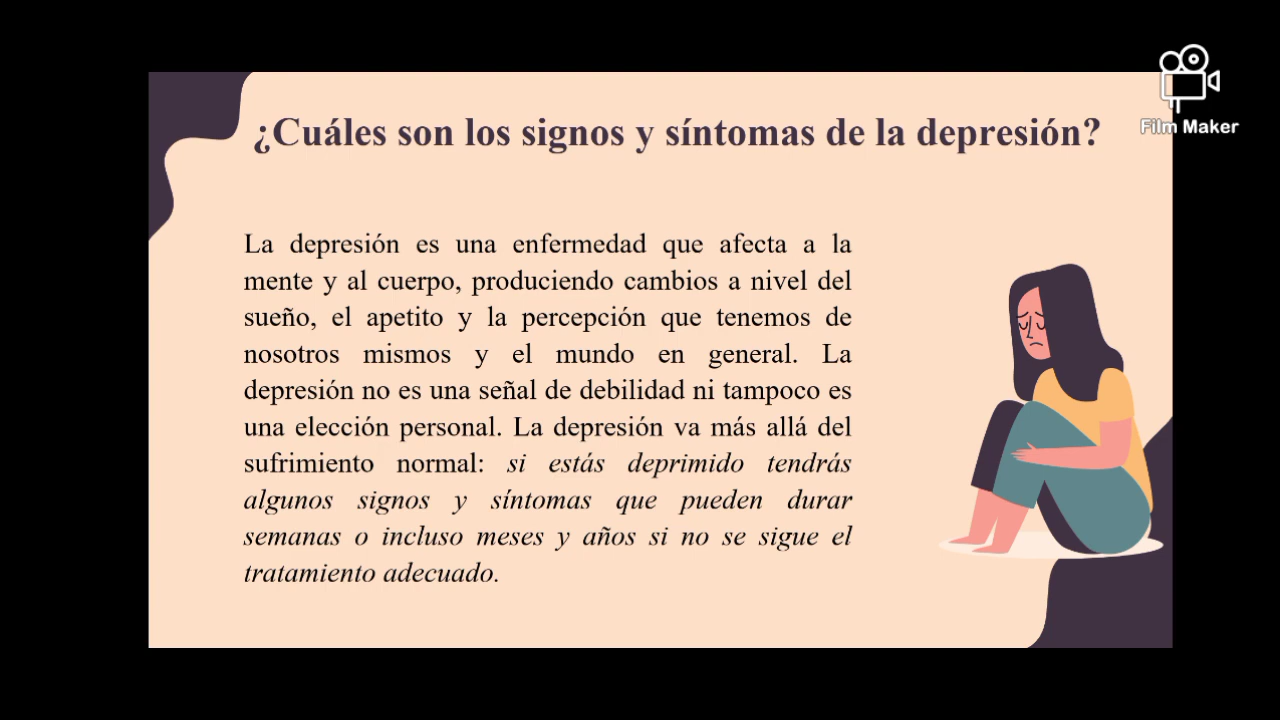 ¿Cuáles son los signos y síntomas de la depresión?
Film Maker
La depresión es una enfermedad que afecta a la
mente y al cuerpo, produciendo cambios a nivel del
sueño, el apetito y la percepción que tenemos de
nosotros mismos y el mundo en general. La
depresión no es una señal de debilidad ni tampoco es
una elección personal. La depresión va más allá del
sufrimiento normal: si estás deprimido tendrás
algunos signos y síntomas que pueden durar
semanas o incluso meses y años si no se sigue el
tratamiento adecuado.